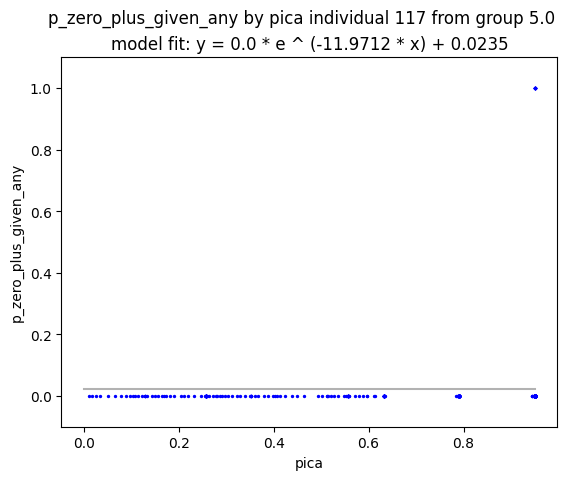 p_zero_plus_given_any by pica individual 117 from group 5.0
model fit: y = 0.0 * e ^ (-11.9712 * x) + 0.0235
1.0
0.8
0.6
0.4
0.2
0.0
p_zero_plus_given_any
0.0 0.2 0.4 0.6 0.8
pica